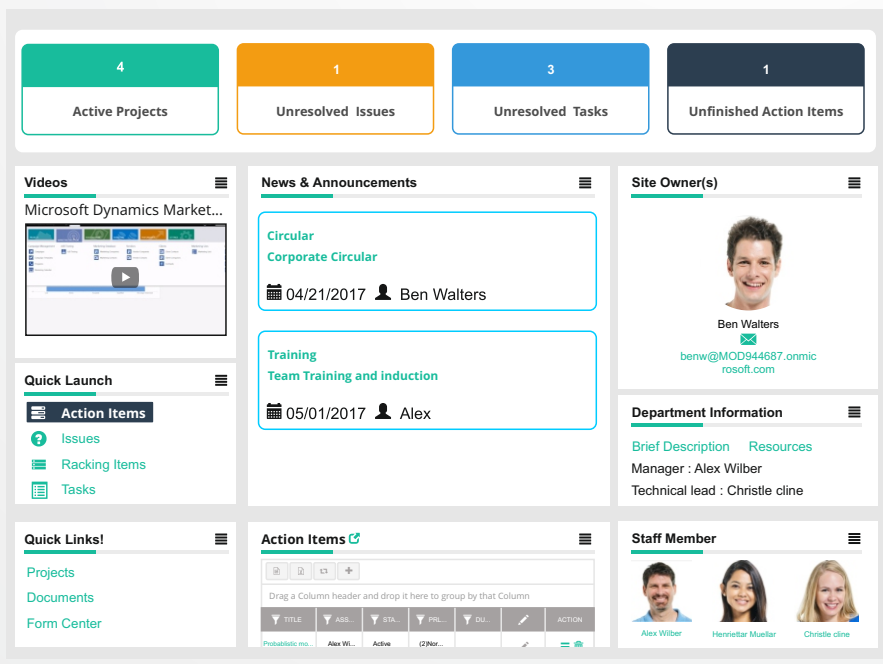 4
1
3
1
Active Projects
Unresolved Issues
Unresolved Tasks
Unfinished Action Items
Videos
Microsoft Dynamics Market...
Quick Launch
Action Items
Issues
Racking Items
Tasks
Quick Links!
Projects
Documents
Form Center
News & Announcements
Circular
Corporate Circular
04/21/2017 Ben Walters
Training
Team Training and induction
05/01/2017 Alex
Action Items
Drag a Column header and drop it here to group by that Column
TITLE ASS... STA... PRI... DU... ACTION
Probablistic mo... Alex Wi... Active (2)Nor...
Site Owner(s)
Ben Walters
benw@MOD944687.onmic
rosoft.com
Department Information
Brief Description Resources
Manager : Alex Wilber
Technical lead : Christle cline
Staff Member
Alex Wilber
Henriettar Muellar
Christle cline